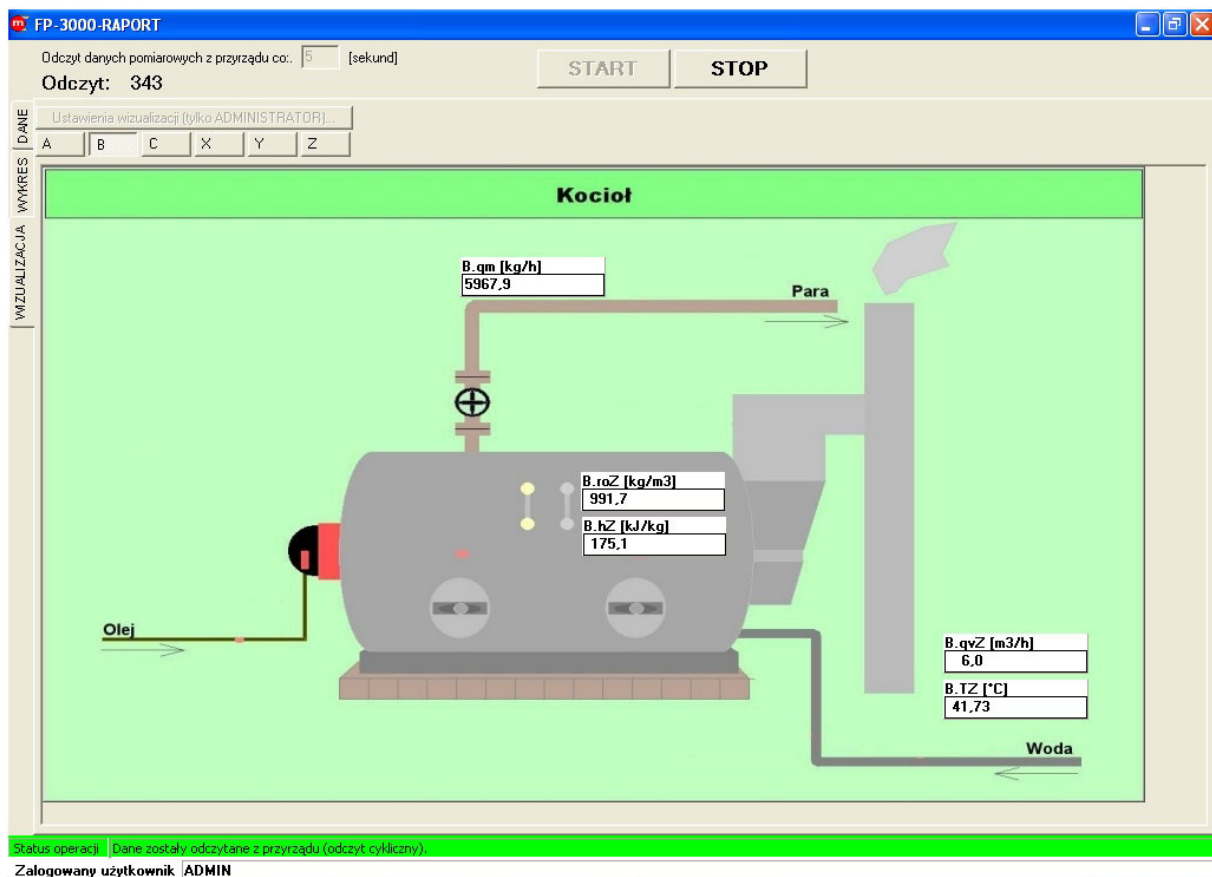 FP-3000-RAPORT
Odczyt danych pomiarowych z przyrządu co:. 5 [sekund]
Odczyt: 343
START STOP
DANE
WYKRES
WIZUALIZACJA
Ustawienia wizualizacji (tylko ADMINISTRATOR)...
A B C X Y Z
Kocioł
B.qm [kg/h]
5967,9
Para
B.roZ [kg/m3]
991,7
B.hZ [kJ/kg]
175,1
Olej
B.qvZ [m3/h]
6,0
B.TZ [°C]
41,73
Woda
Status operacji Dane zostały odczytane z przyrządu (odczyt cykliczny).
Zalogowany użytkownik ADMIN